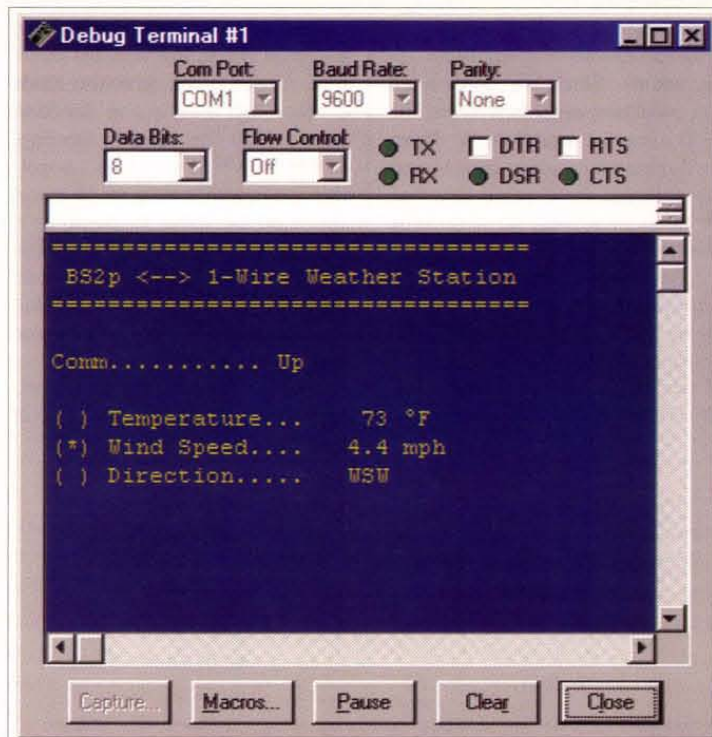 Debug Terminal #1
Com Port: Baud Rate: Parity:
COM1 9600 None
Data Bits: Flow Control: TX DTR RTS
8 Off RX DSR CTS
==================================
BS2p <--> 1-Wire Weather Station
==================================
Comm........... Up
( ) Temperature... 73 °F
(*) Wind Speed.... 4.4 mph
( ) Direction..... WSW
Capture... Macros... Pause Clear Close